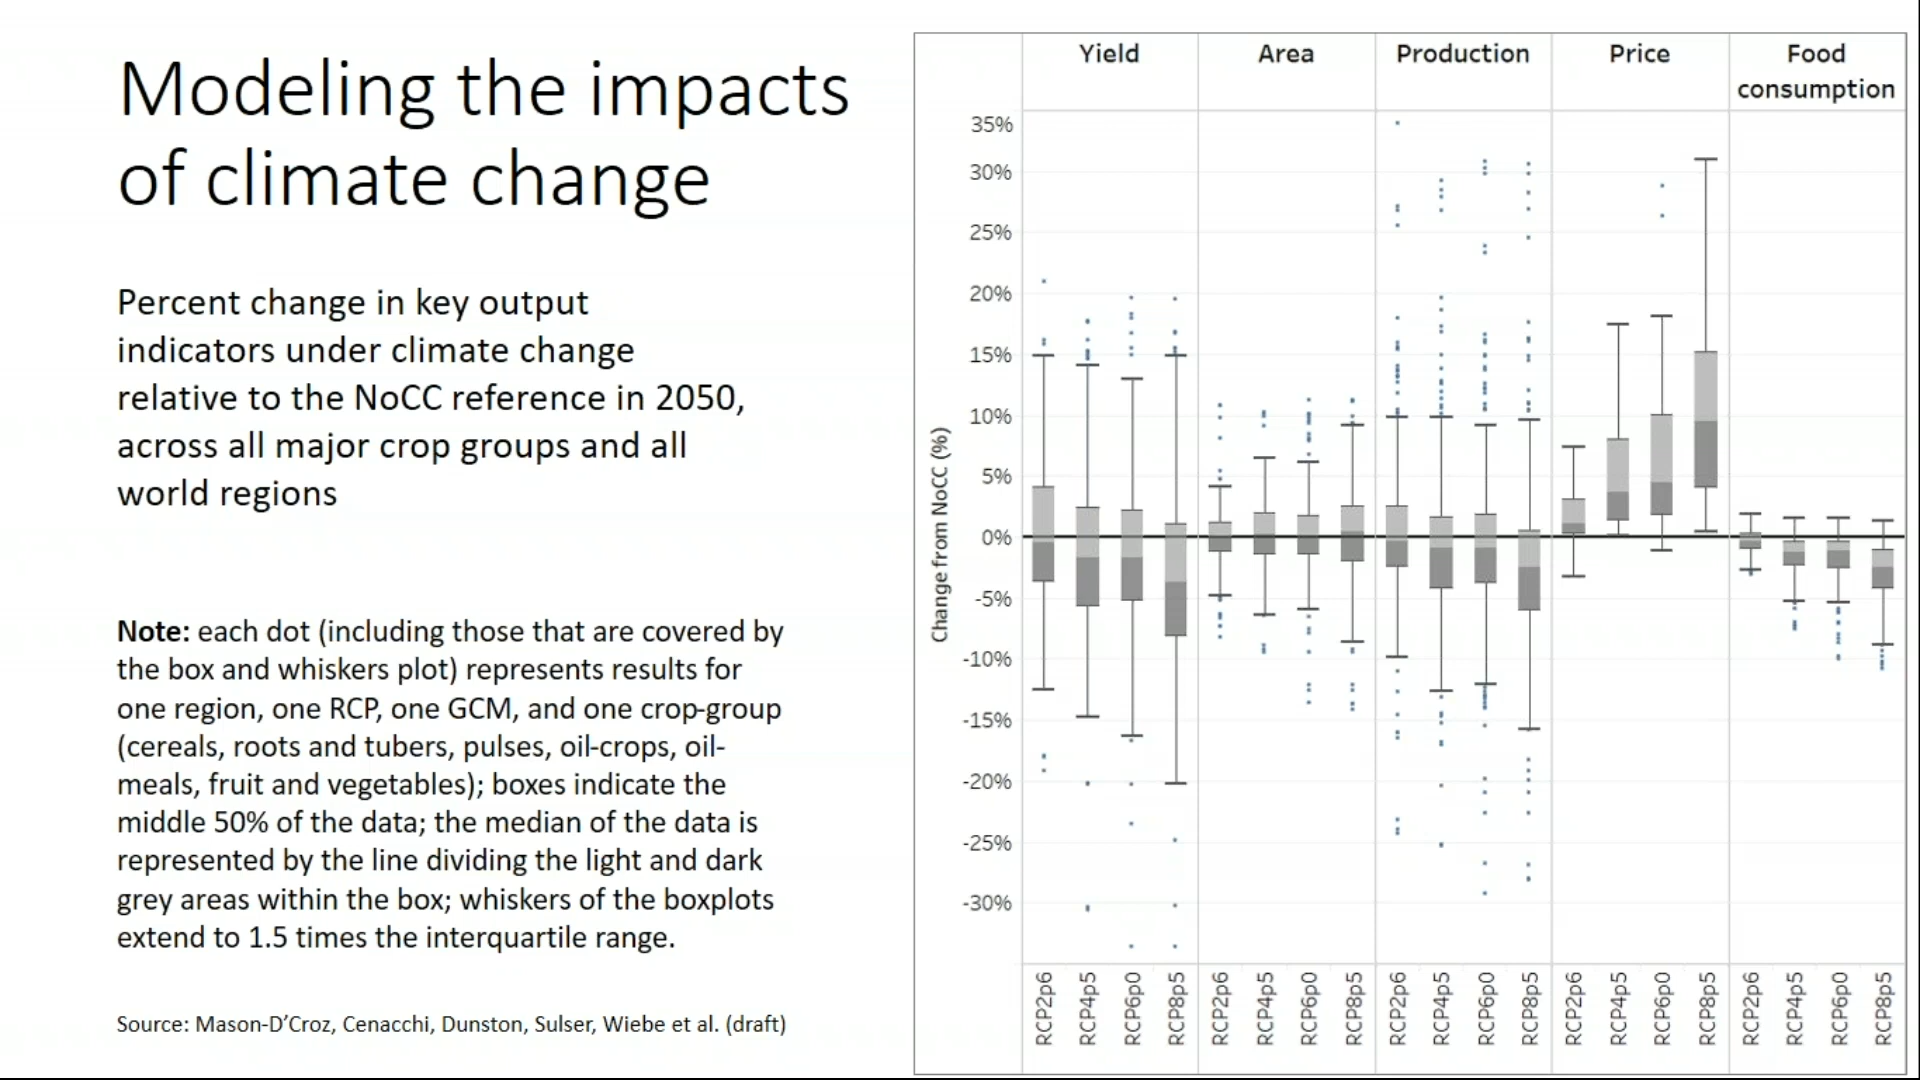 Modeling the impacts
of climate change
Percent change in key output
indicators under climate change
relative to the NoCC reference in 2050,
across all major crop groups and all
world regions
Note: each dot (including those that are covered by
the box and whiskers plot) represents results for
one region, one RCP, one GCM, and one crop-group
(cereals, roots and tubers, pulses, oil-crops, oil-
meals, fruit and vegetables); boxes indicate the
middle 50% of the data; the median of the data is
represented by the line dividing the light and dark
grey areas within the box; whiskers of the boxplots
extend to 1.5 times the interquartile range.
Source: Mason-D’Croz, Cenacchi, Dunston, Sulser, Wiebe et al. (draft)
Yield Area Production Price Food
consumption
Change from NoCC (%)
35%
30%
25%
20%
15%
10%
5%
0%
-5%
-10%
-15%
-20%
-25%
-30%
RCP2p6 RCP4p5 RCP6p0 RCP8p5 RCP2p6 RCP4p5 RCP6p0 RCP8p5 RCP2p6 RCP4p5 RCP6p0 RCP8p5 RCP2p6 RCP4p5 RCP6p0 RCP8p5 RCP2p6 RCP4p5 RCP6p0 RCP8p5